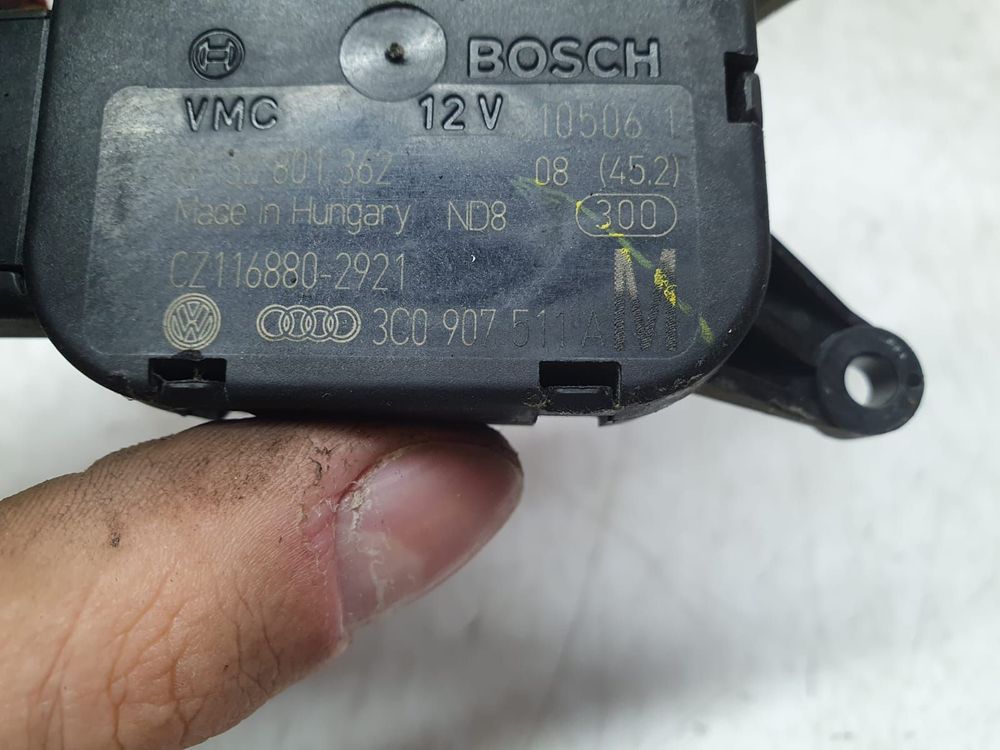 BOSCH
VMC 12 V 10506 1
801 362 08 (45.2)
Made in Hungary ND8 300
CZ116880-2921
3C0 907 511 A M